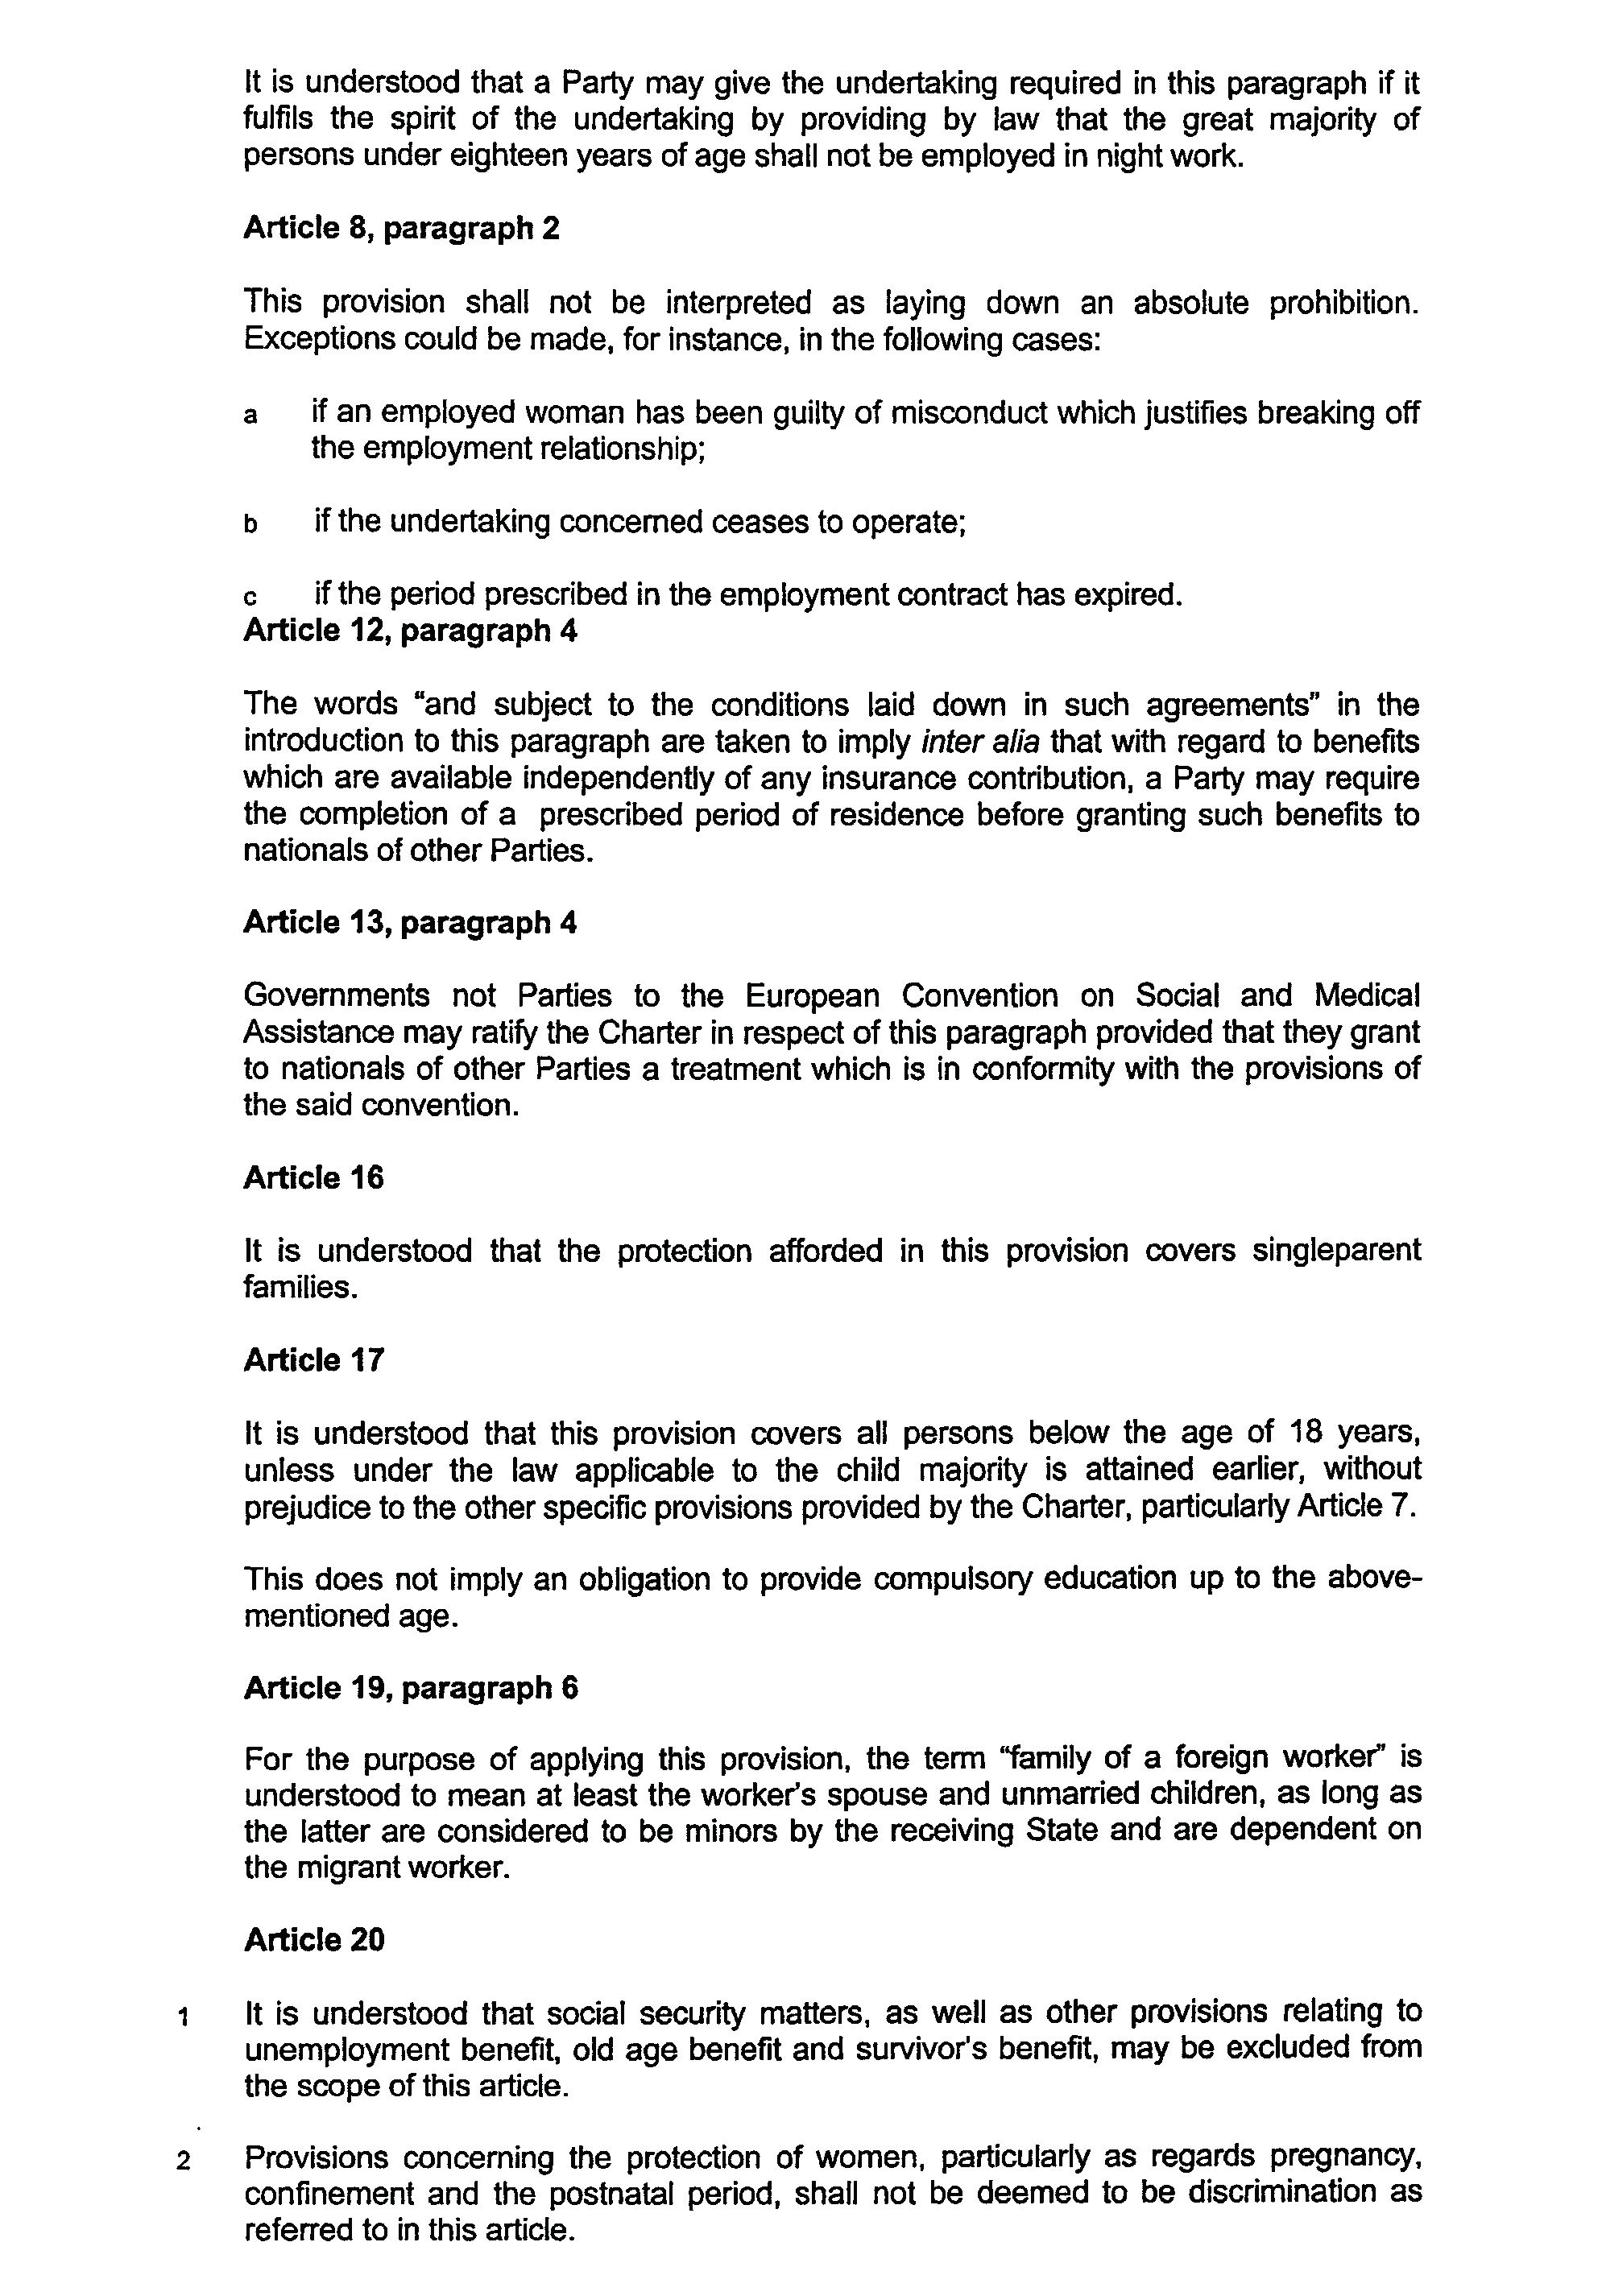 It is understood that a Party may give the undertaking required in this paragraph if it
fulfils the spirit of the undertaking by providing by law that the great majority of
persons under eighteen years of age shall not be employed in night work.
Article 8, paragraph 2
This provision shall not be interpreted as laying down an absolute prohibition.
Exceptions could be made, for instance, in the following cases:
a if an employed woman has been guilty of misconduct which justifies breaking off
the employment relationship;
b if the undertaking concerned ceases to operate;
c if the period prescribed in the employment contract has expired.
Article 12, paragraph 4
The words "and subject to the conditions laid down in such agreements" in the
introduction to this paragraph are taken to imply inter alia that with regard to benefits
which are available independently of any insurance contribution, a Party may require
the completion of a prescribed period of residence before granting such benefits to
nationals of other Parties.
Article 13, paragraph 4
Governments not Parties to the European Convention on Social and Medical
Assistance may ratify the Charter in respect of this paragraph provided that they grant
to nationals of other Parties a treatment which is in conformity with the provisions of
the said convention.
Article 16
It is understood that the protection afforded in this provision covers singleparent
families.
Article 17
It is understood that this provision covers all persons below the age of 18 years,
unless under the law applicable to the child majority is attained earlier, without
prejudice to the other specific provisions provided by the Charter, particularly Article 7.
This does not imply an obligation to provide compulsory education up to the above-
mentioned age.
Article 19, paragraph 6
For the purpose of applying this provision, the term "family of a foreign worker" is
understood to mean at least the worker's spouse and unmarried children, as long as
the latter are considered to be minors by the receiving State and are dependent on
the migrant worker.
Article 20
1 It is understood that social security matters, as well as other provisions relating to
unemployment benefit, old age benefit and survivor's benefit, may be excluded from
the scope of this article.
2 Provisions concerning the protection of women, particularly as regards pregnancy,
confinement and the postnatal period, shall not be deemed to be discrimination as
referred to in this article.